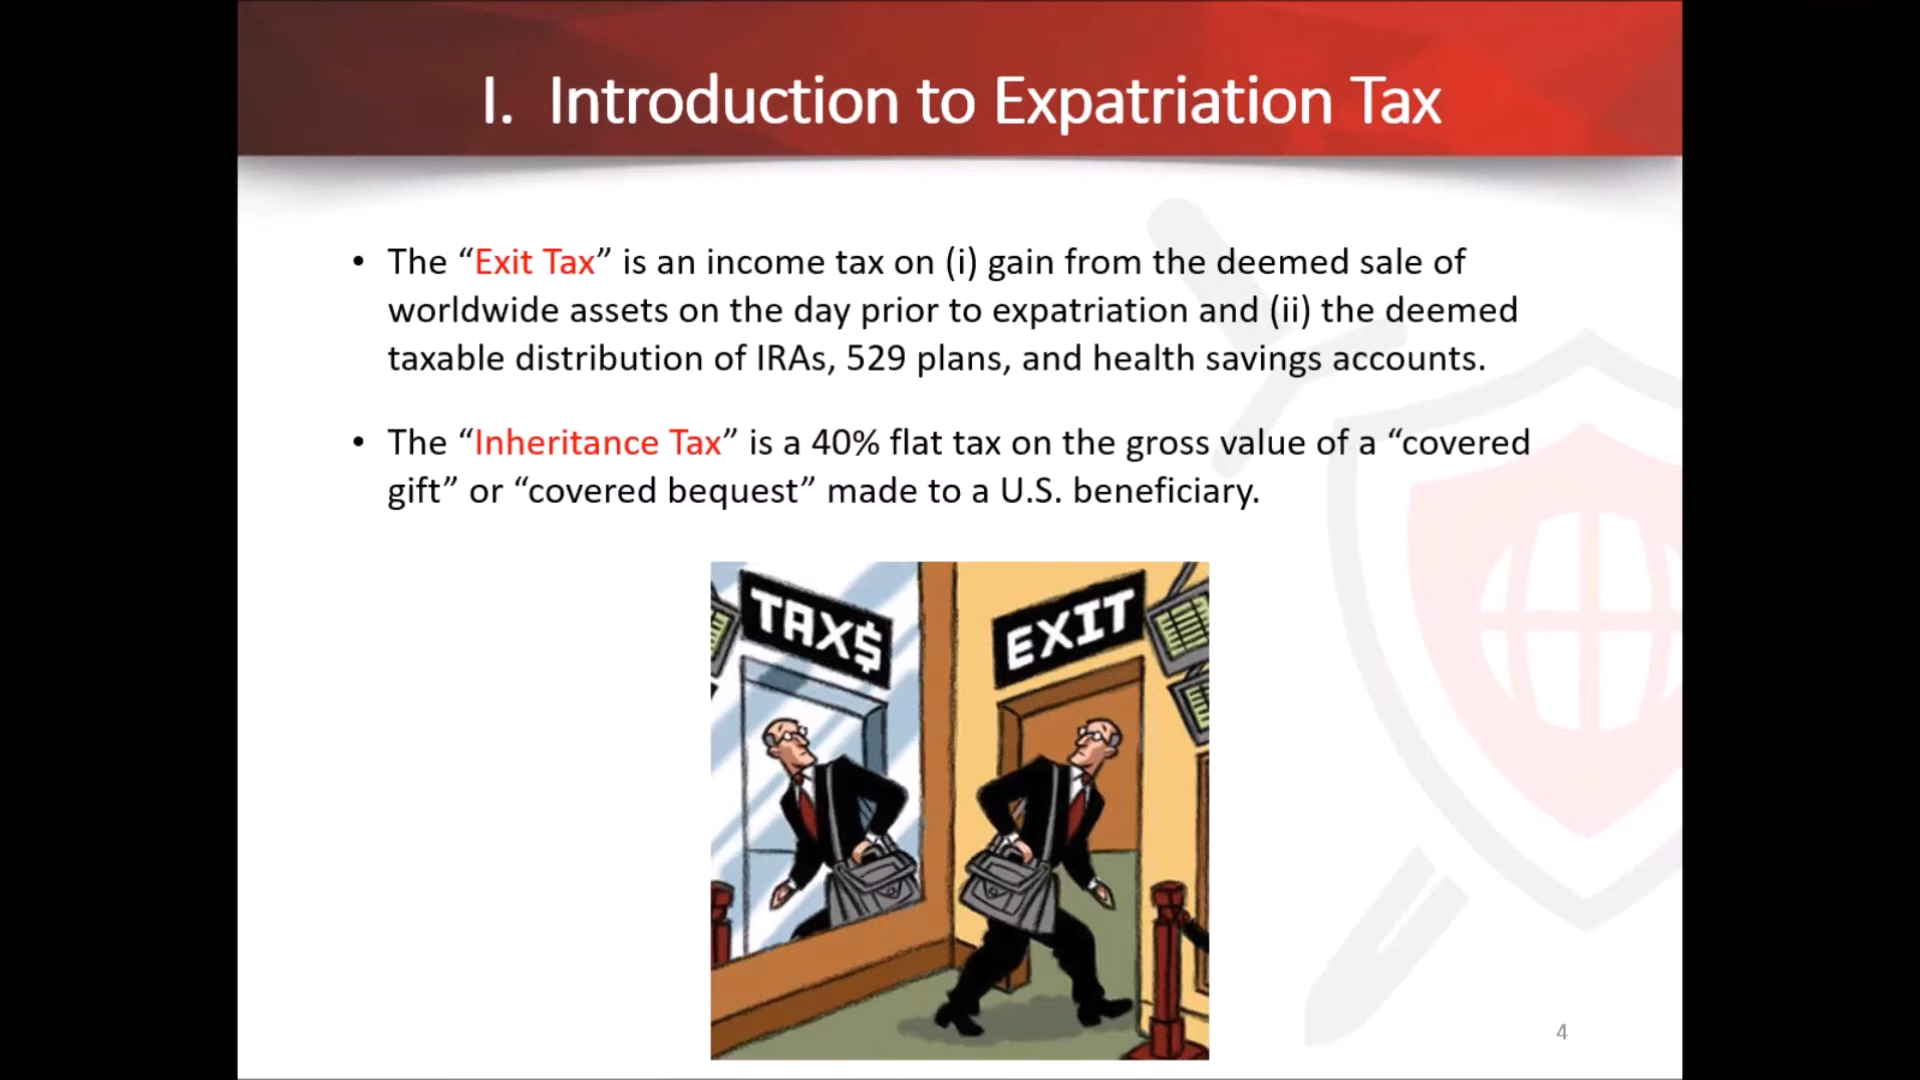 I. Introduction to Expatriation Tax
• The “Exit Tax” is an income tax on (i) gain from the deemed sale of
worldwide assets on the day prior to expatriation and (ii) the deemed
taxable distribution of IRAs, 529 plans, and health savings accounts.
• The “Inheritance Tax” is a 40% flat tax on the gross value of a “covered
gift” or “covered bequest” made to a U.S. beneficiary.
TAX$
EXIT
4